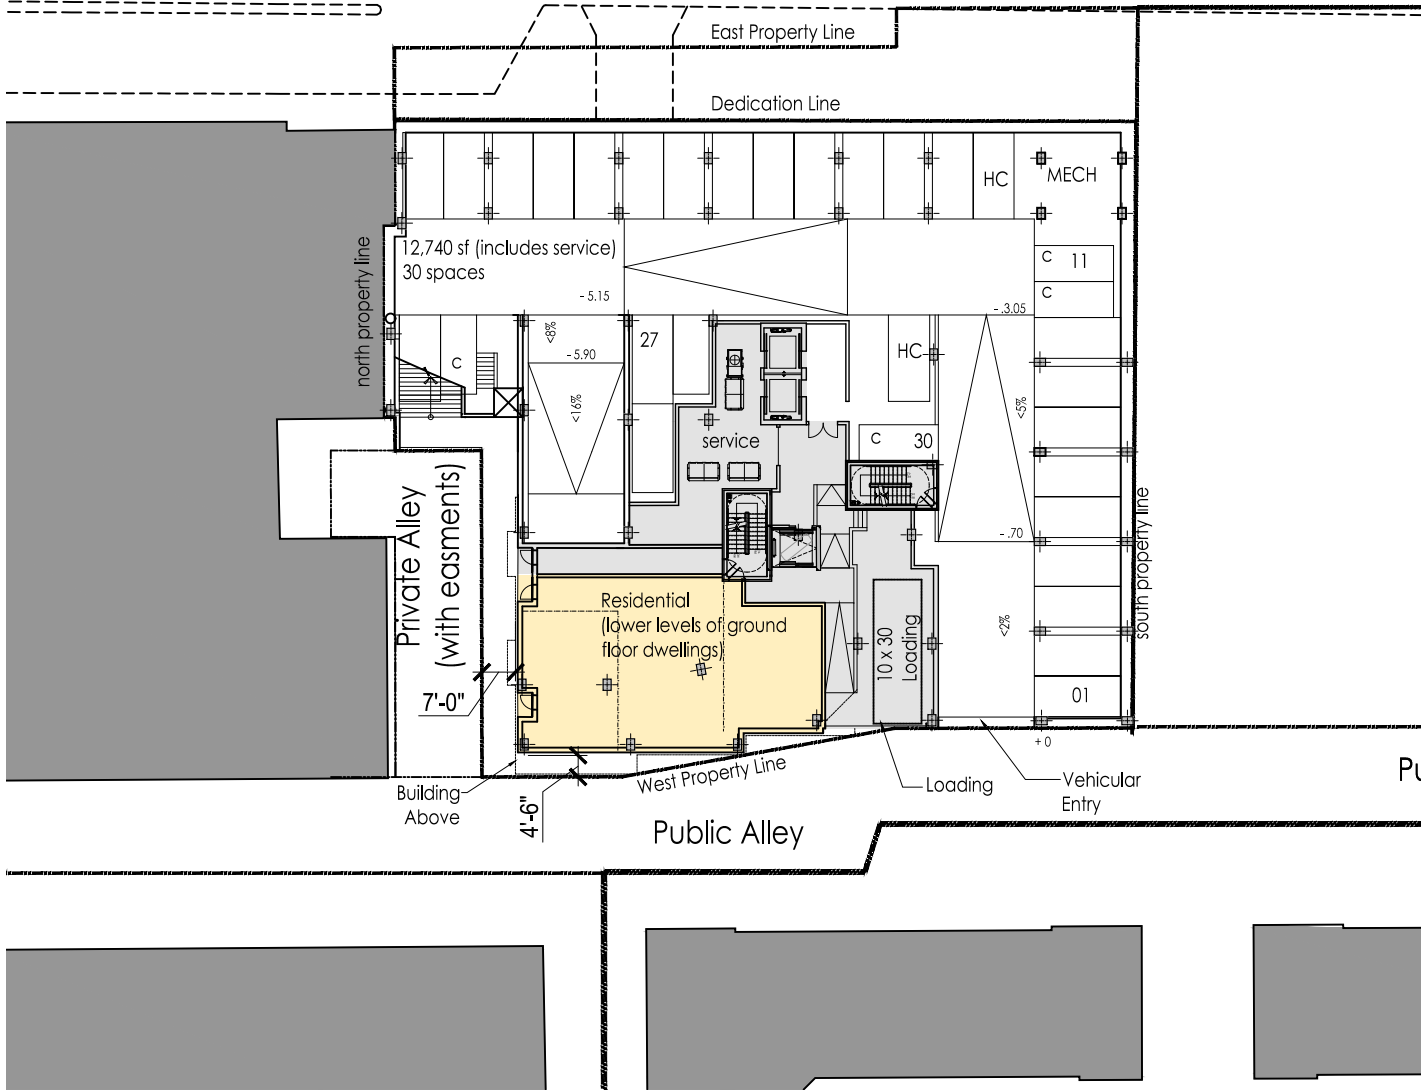 East Property Line
Dedication Line
HC
MECH
12,740 sf (includes service)
30 spaces
C
11
C
- 5.15
- .3.05
north property line
<8%
27
- 5.90
HC
C
<16%
<5%
C
30
service
Private Alley
(with easments)
- .70
south property line
Residential
(lower levels of ground
floor dwellings)
<2%
10 x 30
Loading
7'-0"
01
+ 0
West Property Line
Building
Above
4'-6"
Loading
Vehicular
Entry
Pu
Public Alley